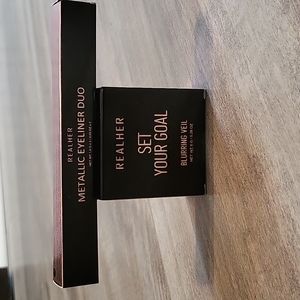 REALHER
METALLIC EYELINER DUO
REALHER
SET
YOUR GOAL
BLURRING VEIL